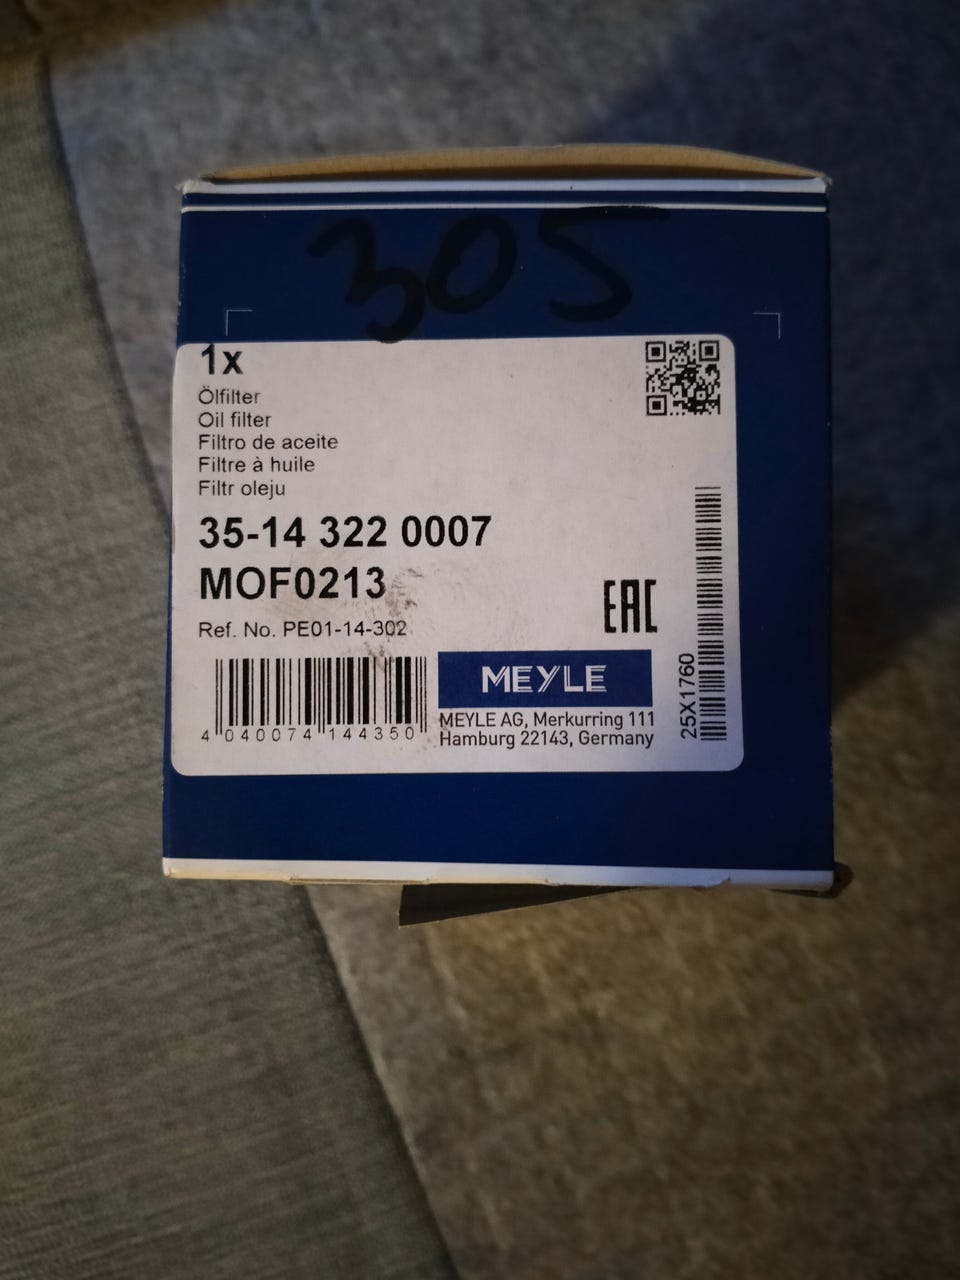 305
1x
Ölfilter
Oil filter
Filtro de aceite
Filtre à huile
Filtr oleju
35-14 322 0007
MOF0213
Ref. No. PE01-14-302
EAC
4 040074 144350
MEYLE
MEYLE AG, Merkurring 111
Hamburg 22143, Germany
25X1760